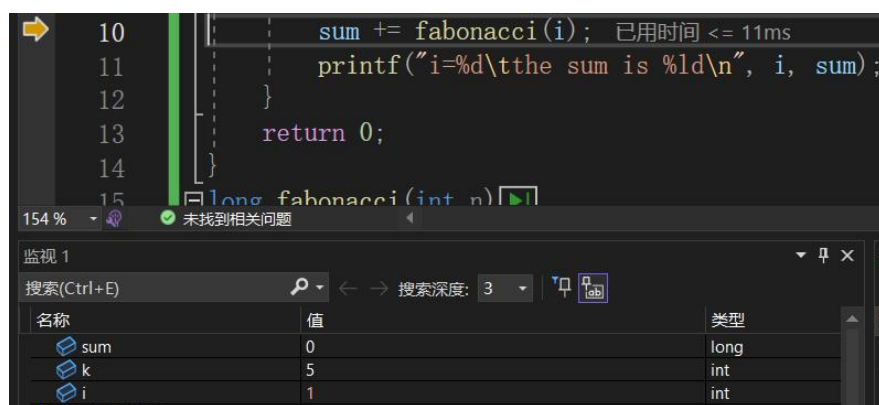 10 sum += fabonacci(i); 已用时间 <= 11ms
11 printf("i=%d\tthe sum is %ld\n", i, sum);
12 }
13 return 0;
14 }
15 long fabonacci(int n)
154 % 未找到相关问题
监视 1
搜索(Ctrl+E) 搜索深度: 3 ab
名称 值 类型
sum 0 long
k 5 int
i 1 int